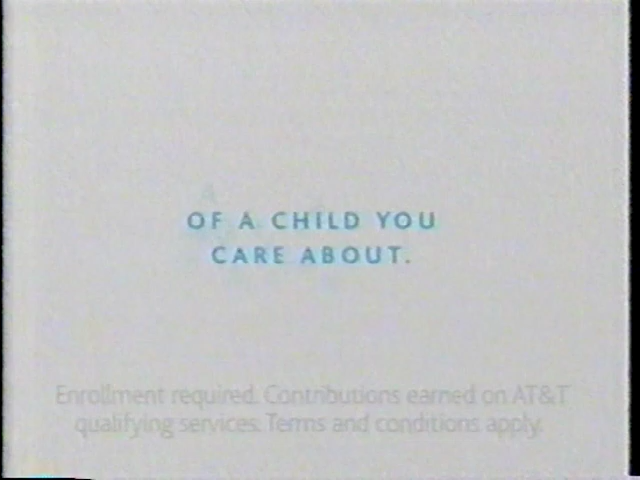 OF A CHILD YOU
CARE ABOUT.
Enrollment required. Contributions earned on AT&T
qualifying services. Terms and conditions apply.